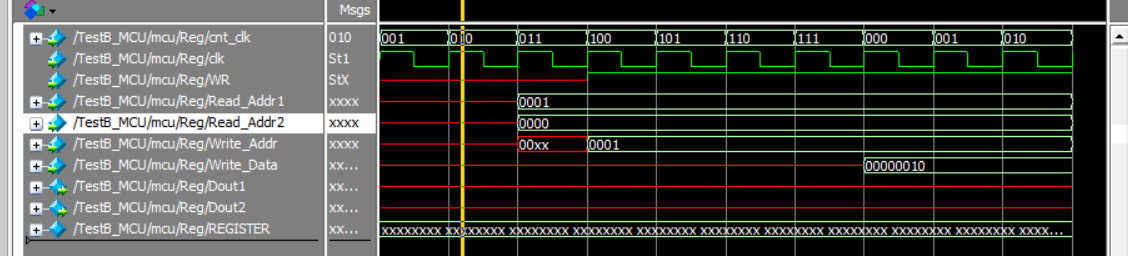 Msgs
/TestB_MCU/mcu/Reg/cnt_clk 010 001 010 011 100 101 110 111 000 001 010
/TestB_MCU/mcu/Reg/clk St1
/TestB_MCU/mcu/Reg/WR StX
/TestB_MCU/mcu/Reg/Read_Addr1 xxxx 0001
/TestB_MCU/mcu/Reg/Read_Addr2 xxxx 0000
/TestB_MCU/mcu/Reg/Write_Addr xxxx 00xx 0001
/TestB_MCU/mcu/Reg/Write_Data xx... 00000010
/TestB_MCU/mcu/Reg/Dout1 xx...
/TestB_MCU/mcu/Reg/Dout2 xx...
/TestB_MCU/mcu/Reg/REGISTER xx... xxxxxxxx xxxxxxxx xxxxxxxx xxxxxxxx xxxxxxxx xxxxxxxx xxxxxxxx xxxxxxxx xxxxxxxx xxxxxxxx xxxx...